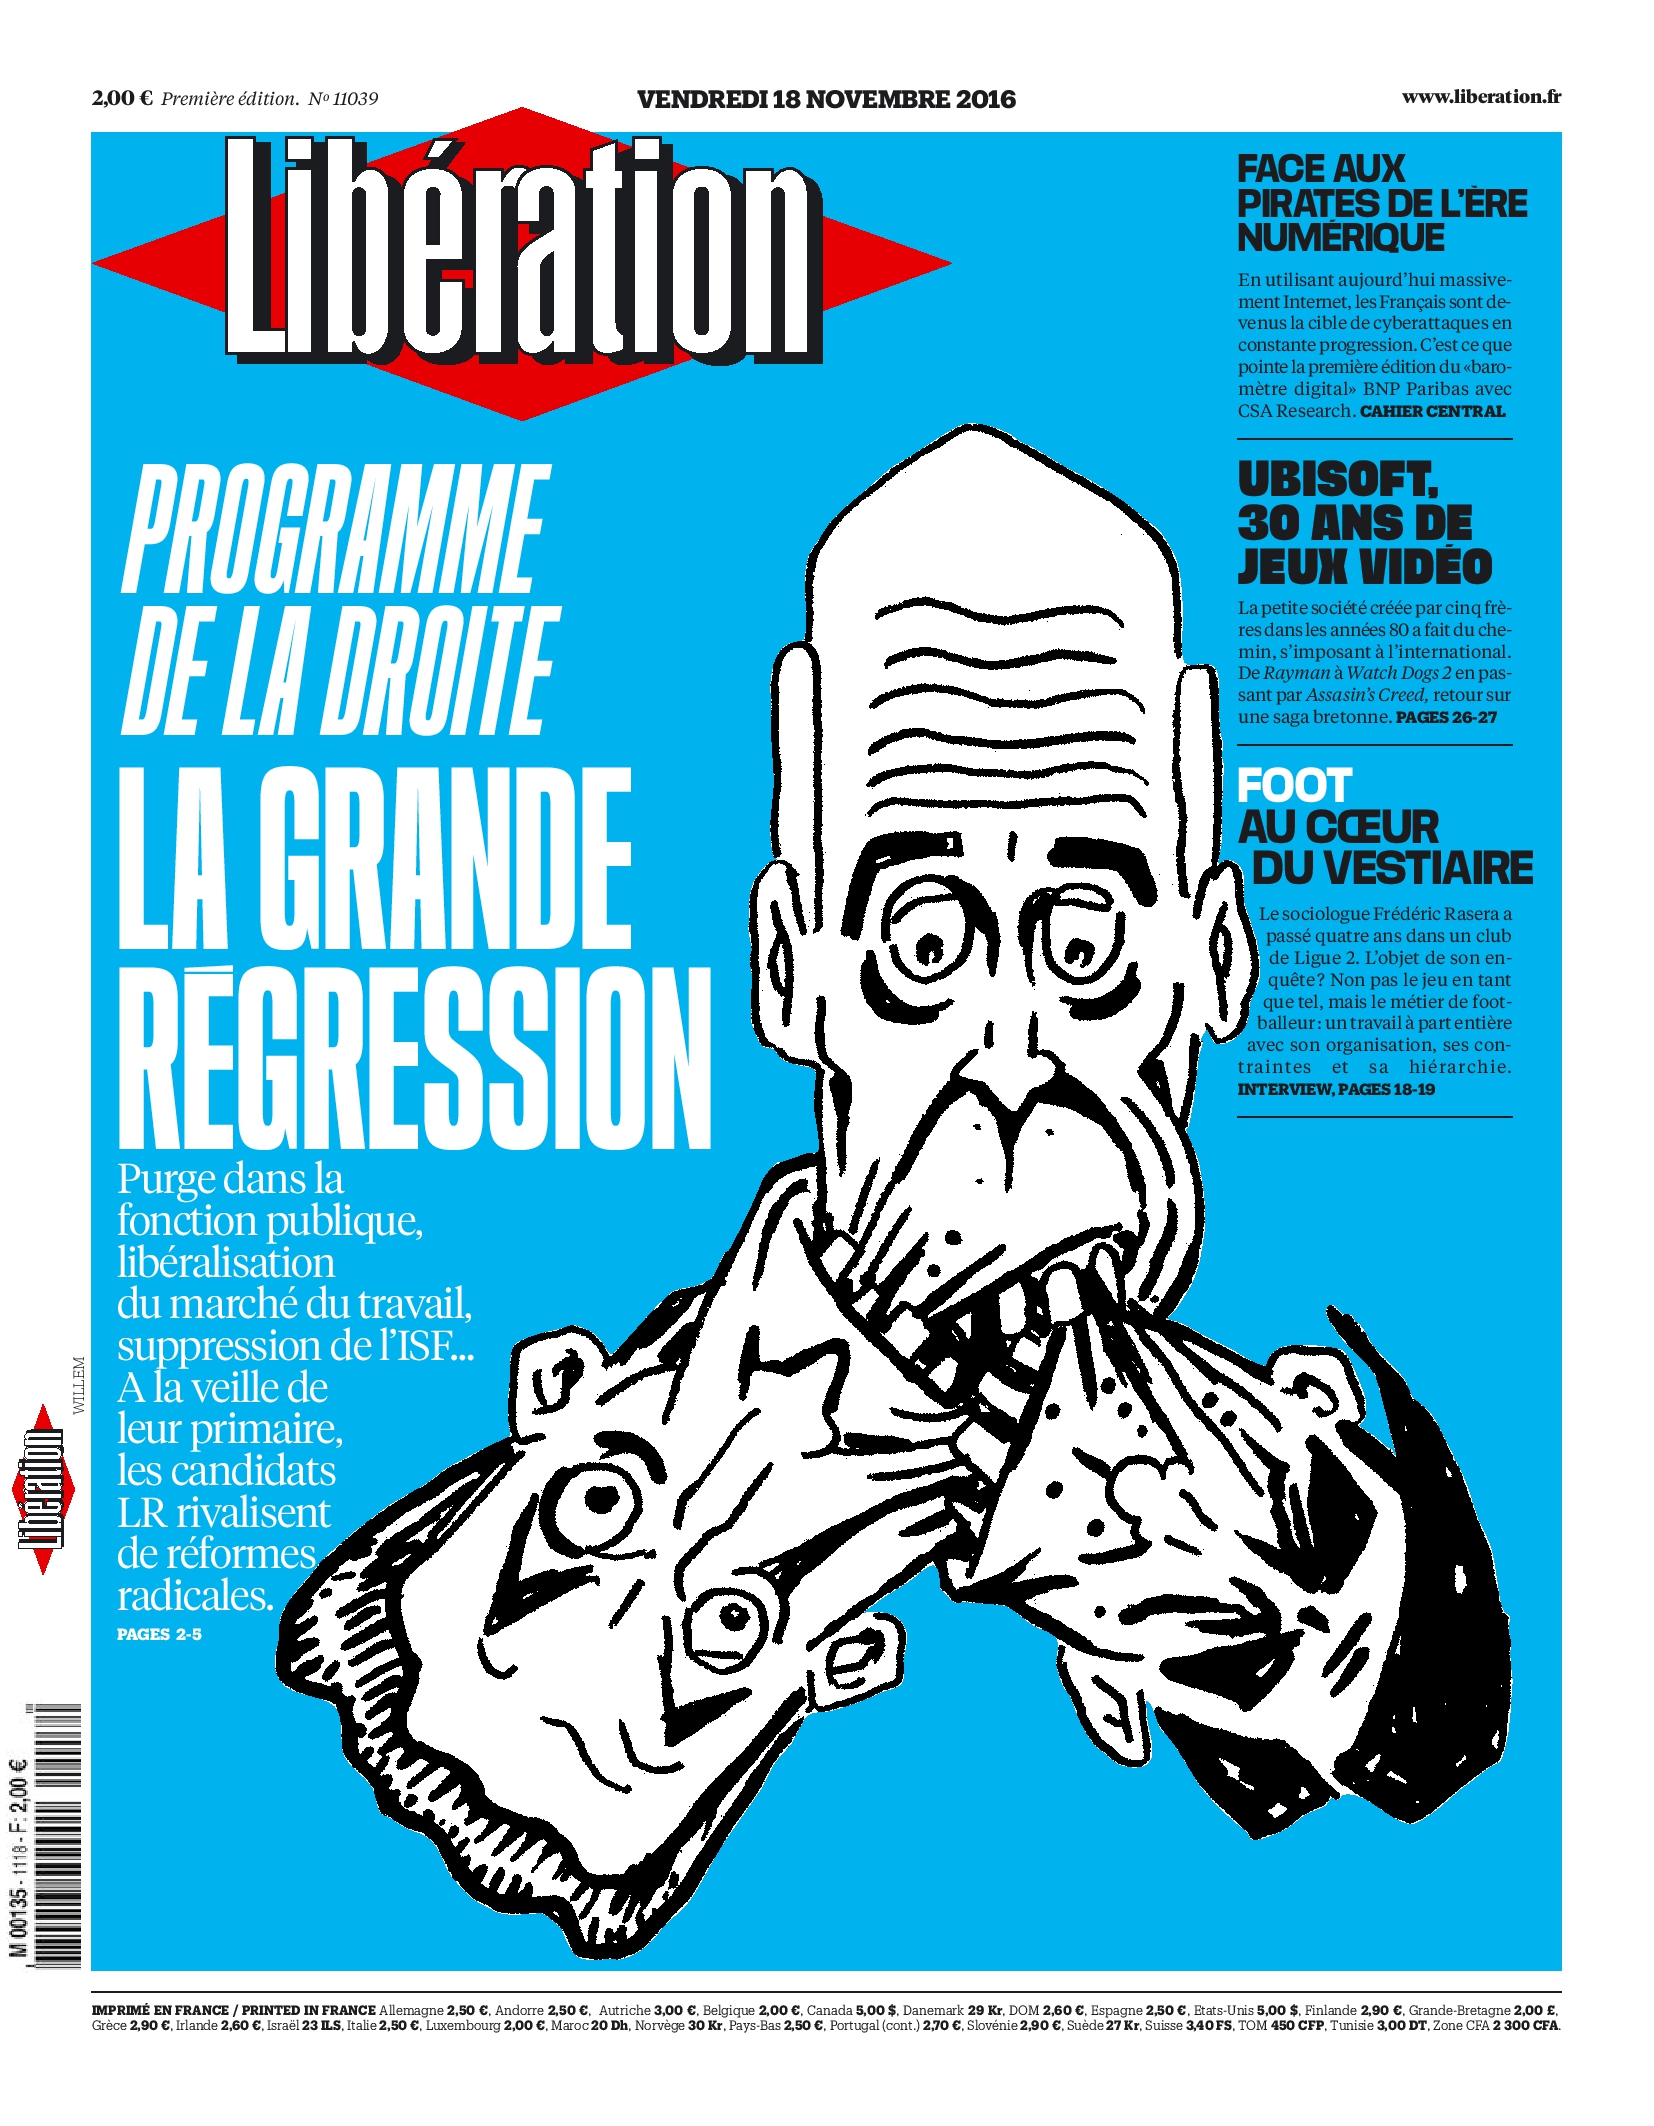 2,00 € Première édition. No 11039
VENDREDI 18 NOVEMBRE 2016
www.liberation.fr
Libération
PROGRAMME
DE LA DROITE
LA GRANDE
RÉGRESSION
Purge dans la
fonction publique,
libéralisation
du marché du travail,
suppression de l’ISF...
A la veille de
leur primaire,
les candidats
LR rivalisent
de réformes
radicales.
PAGES 2-5
FACE AUX
PIRATES DE L’ÈRE
NUMÉRIQUE
En utilisant aujourd’hui massive-
ment Internet, les Français sont de-
venus la cible de cyberattaques en
constante progression. C’est ce que
pointe la première édition du «baro-
mètre digital» BNP Paribas avec
CSA Research. CAHIER CENTRAL
UBISOFT,
30 ANS DE
JEUX VIDÉO
La petite société créée par cinq frè-
res dans les années 80 a fait du che-
min, s’imposant à l’international.
De Rayman à Watch Dogs 2 en pas-
sant par Assasin’s Creed, retour sur
une saga bretonne. PAGES 26-27
FOOT
AU CŒUR
DU VESTIAIRE
Le sociologue Frédéric Rasera a
passé quatre ans dans un club
de Ligue 2. L’objet de son en-
quête? Non pas le jeu en tant
que tel, mais le métier de foot-
balleur: un travail à part entière
avec son organisation, ses con-
traintes et sa hiérarchie.
INTERVIEW, PAGES 18-19
WILLEM
Libération
M 00135 - 1118 - F: 2,00 €
IMPRIMÉ EN FRANCE / PRINTED IN FRANCE Allemagne 2,50 €, Andorre 2,50 €, Autriche 3,00 €, Belgique 2,00 €, Canada 5,00 $, Danemark 29 Kr, DOM 2,60 €, Espagne 2,50 €, Etats-Unis 5,00 $, Finlande 2,90 €, Grande-Bretagne 2,00 £,
Grèce 2,90 €, Irlande 2,60 €, Israël 23 ILS, Italie 2,50 €, Luxembourg 2,00 €, Maroc 20 Dh, Norvège 30 Kr, Pays-Bas 2,50 €, Portugal (cont.) 2,70 €, Slovénie 2,90 €, Suède 27 Kr, Suisse 3,40 FS, TOM 450 CFP, Tunisie 3,00 DT, Zone CFA 2 300 CFA.